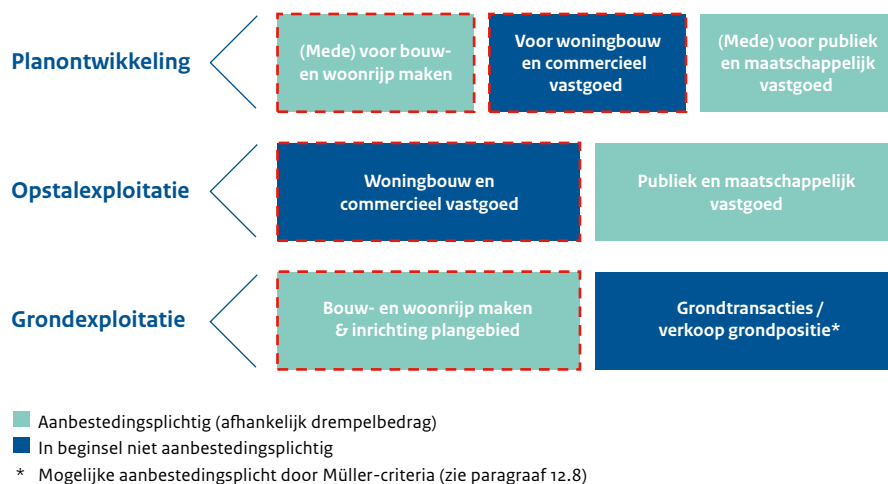 Planontwikkeling
(Mede) voor bouw-
en woonrijp maken
Voor woningbouw
en commercieel
vastgoed
(Mede) voor publiek
en maatschappelijk
vastgoed
Opstalexploitatie
Woningbouw en
commercieel vastgoed
Publiek en maatschappelijk
vastgoed
Grondexploitatie
Bouw- en woonrijp maken
& inrichting plangebied
Grondtransacties /
verkoop grondpositie*
Aanbestedingsplichtig (afhankelijk drempelbedrag)
In beginsel niet aanbestedingsplichtig
* Mogelijke aanbestedingsplicht door Müller-criteria (zie paragraaf 12.8)